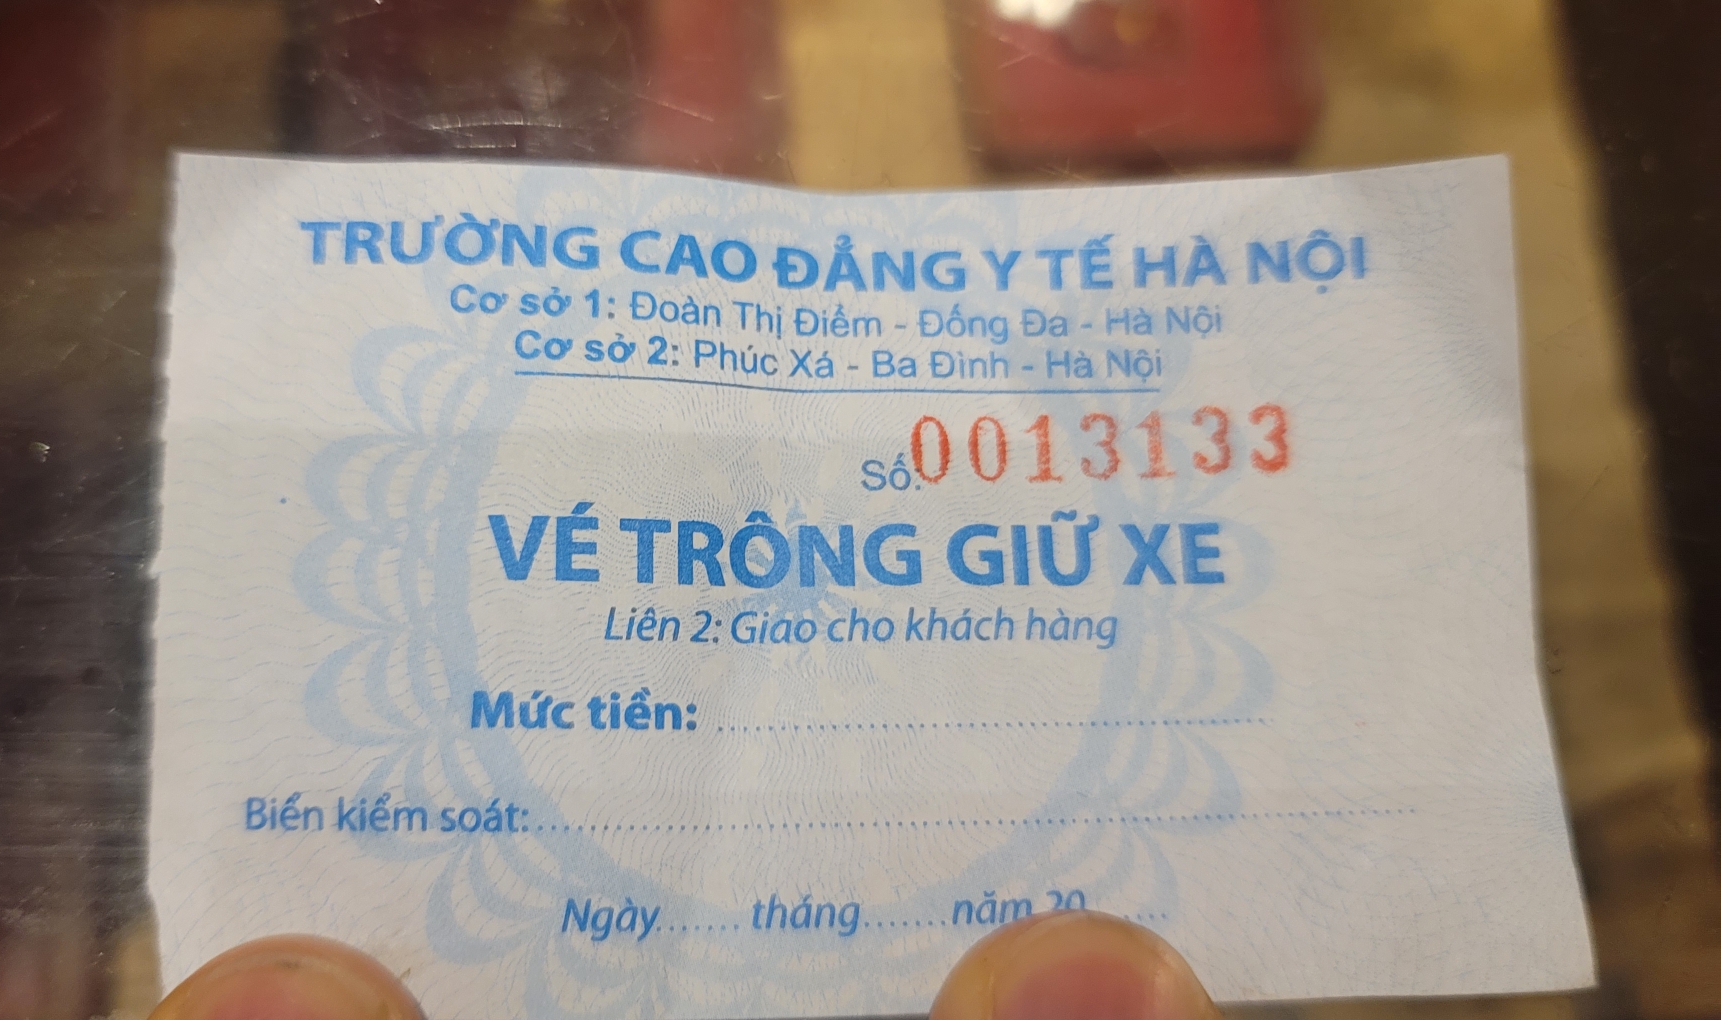 TRƯỜNG CAO ĐẲNG Y TẾ HÀ NỘI
Cơ sở 1: Đoàn Thị Điểm - Đống Đa - Hà Nội
Cơ sở 2: Phúc Xá - Ba Đình - Hà Nội
Số: 0013133
VÉ TRÔNG GIỮ XE
Liên 2: Giao cho khách hàng
Mức tiền: ........................................
Biển kiểm soát: ........................................
Ngày....... tháng.......năm 20......